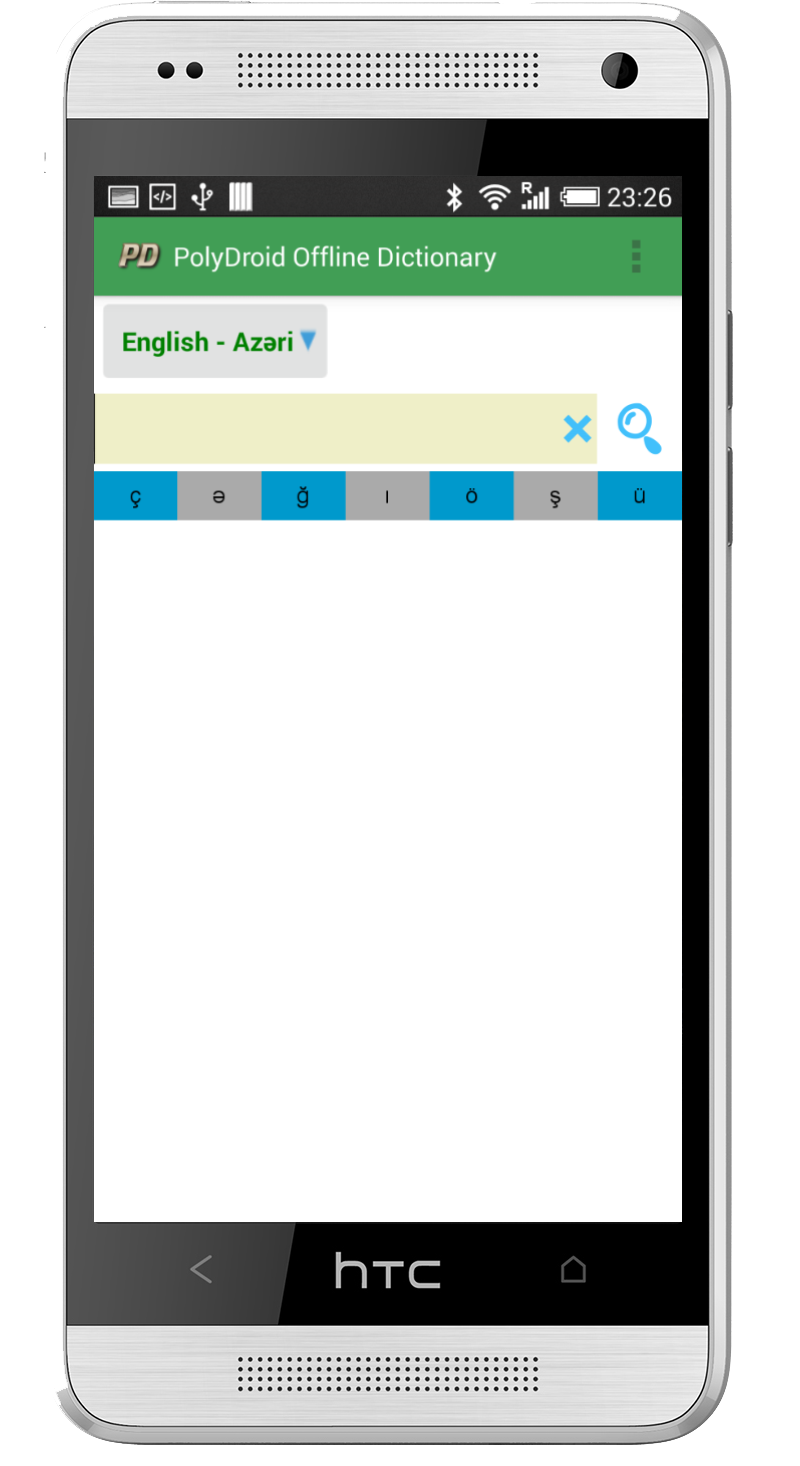 R 23:26
PD PolyDroid Offline Dictionary
English - Azəri
ç ə ğ ı ö ş ü
hTC